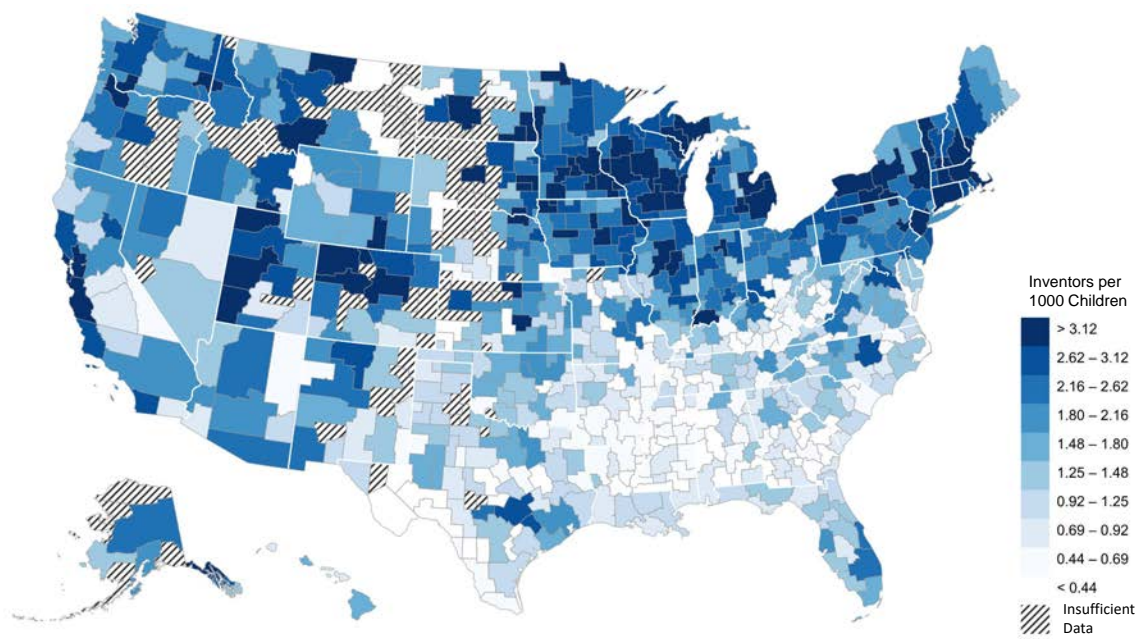 Inventors per
1000 Children
> 3.12
2.62 – 3.12
2.16 – 2.62
1.80 – 2.16
1.48 – 1.80
1.25 – 1.48
0.92 – 1.25
0.69 – 0.92
0.44 – 0.69
< 0.44
Insufficient
Data